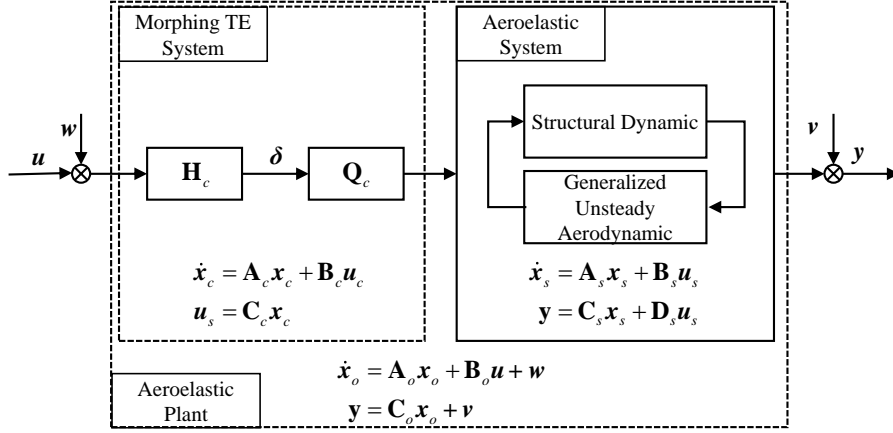 Morphing TE
System
Aeroelastic
System
Structural Dynamic
w
v
u
δ
y
H_c
Q_c
Generalized
Unsteady
Aerodynamic
ẋ_c = A_c x_c + B_c u_c
u_s = C_c x_c
ẋ_s = A_s x_s + B_s u_s
y = C_s x_s + D_s u_s
Aeroelastic
Plant
ẋ_o = A_o x_o + B_o u + w
y = C_o x_o + v